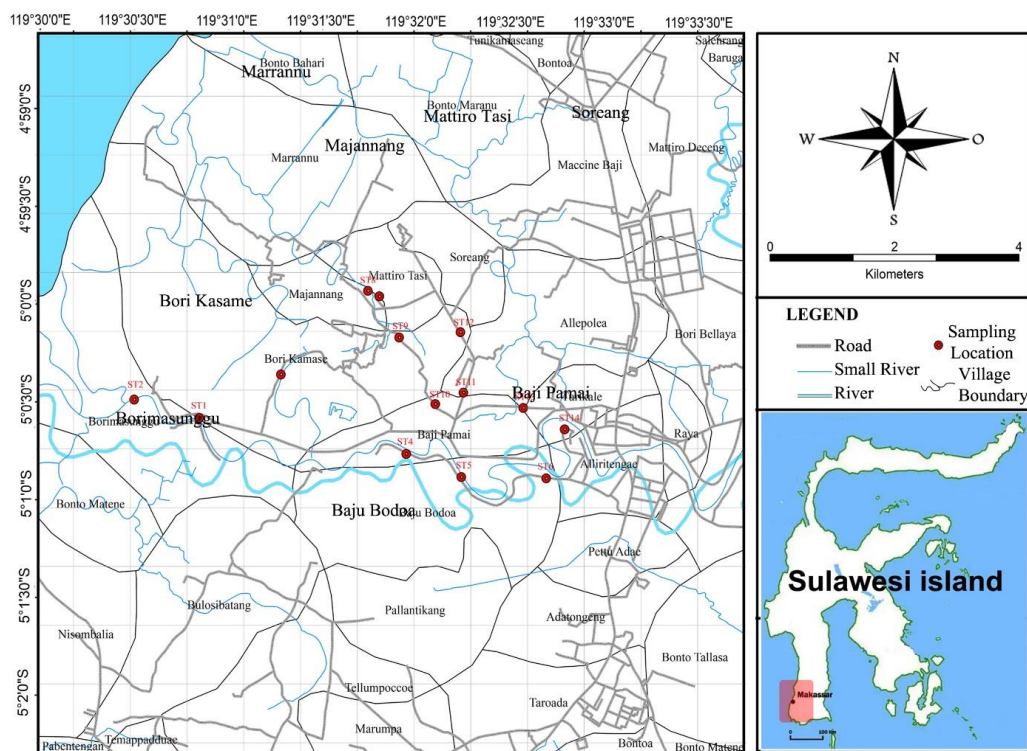 119°30'0"E 119°30'30"E 119°31'0"E 119°31'30"E 119°32'0"E 119°32'30"E 119°33'0"E 119°33'30"E
4°59'0"S
4°59'30"S
5°0'0"S
5°0'30"S
5°1'0"S
5°1'30"S
5°2'0"S
Bonto Bahari
Marrannu
Bontoa
Baruga
Bonto Maranu
Mattiro Tasi
Soreang
Majannang
Marrannu
Mattiro Deceng
Maccine Baji
Soreang
Mattiro Tasi
ST8
Majannang
Bori Kasame
ST9
ST12
Allepolea
Bori Bellaya
Bori Kamase
ST2
ST1
Borimasunggu
Borimasunggu
ST10
ST11
Baji Pamai
ST14
Raya
Baji Pamai
ST4
ST5
ST6
Alliritengae
Bonto Matene
Baju Bodoa
Baju Bodoa
Pettu Adae
Bulosibatang
Pallantikang
Adatongeng
Nisombalia
Bonto Tallasa
Tellumpoccoe
Taroada
Marumpa
Temappadduae
Pabentengan
Bontoa
Bonto Matene
N
W
O
S
0 2 4
Kilometers
LEGEND
Road
Small River
River
Sampling
Location
Village
Boundary
Sulawesi island
Makassar
0 100 Km